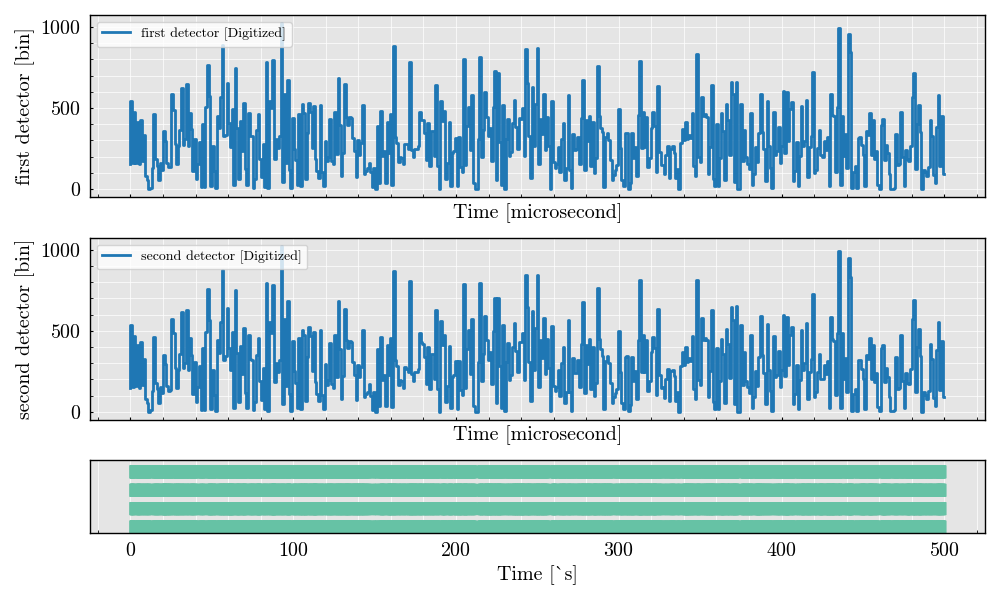 first detector [bin]
1000
500
0
first detector [Digitized]
Time [microsecond]
second detector [bin]
1000
500
0
second detector [Digitized]
Time [microsecond]
0 100 200 300 400 500
Time [`s]